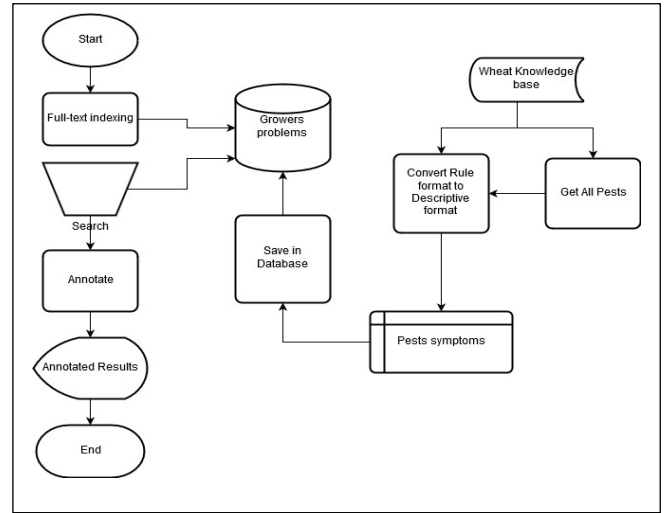 Start
Full-text indexing
Search
Annotate
Annotated Results
End
Growers
problems
Save in
Database
Wheat Knowledge
base
Convert Rule
format to
Descriptive
format
Get All Pests
Pests symptoms